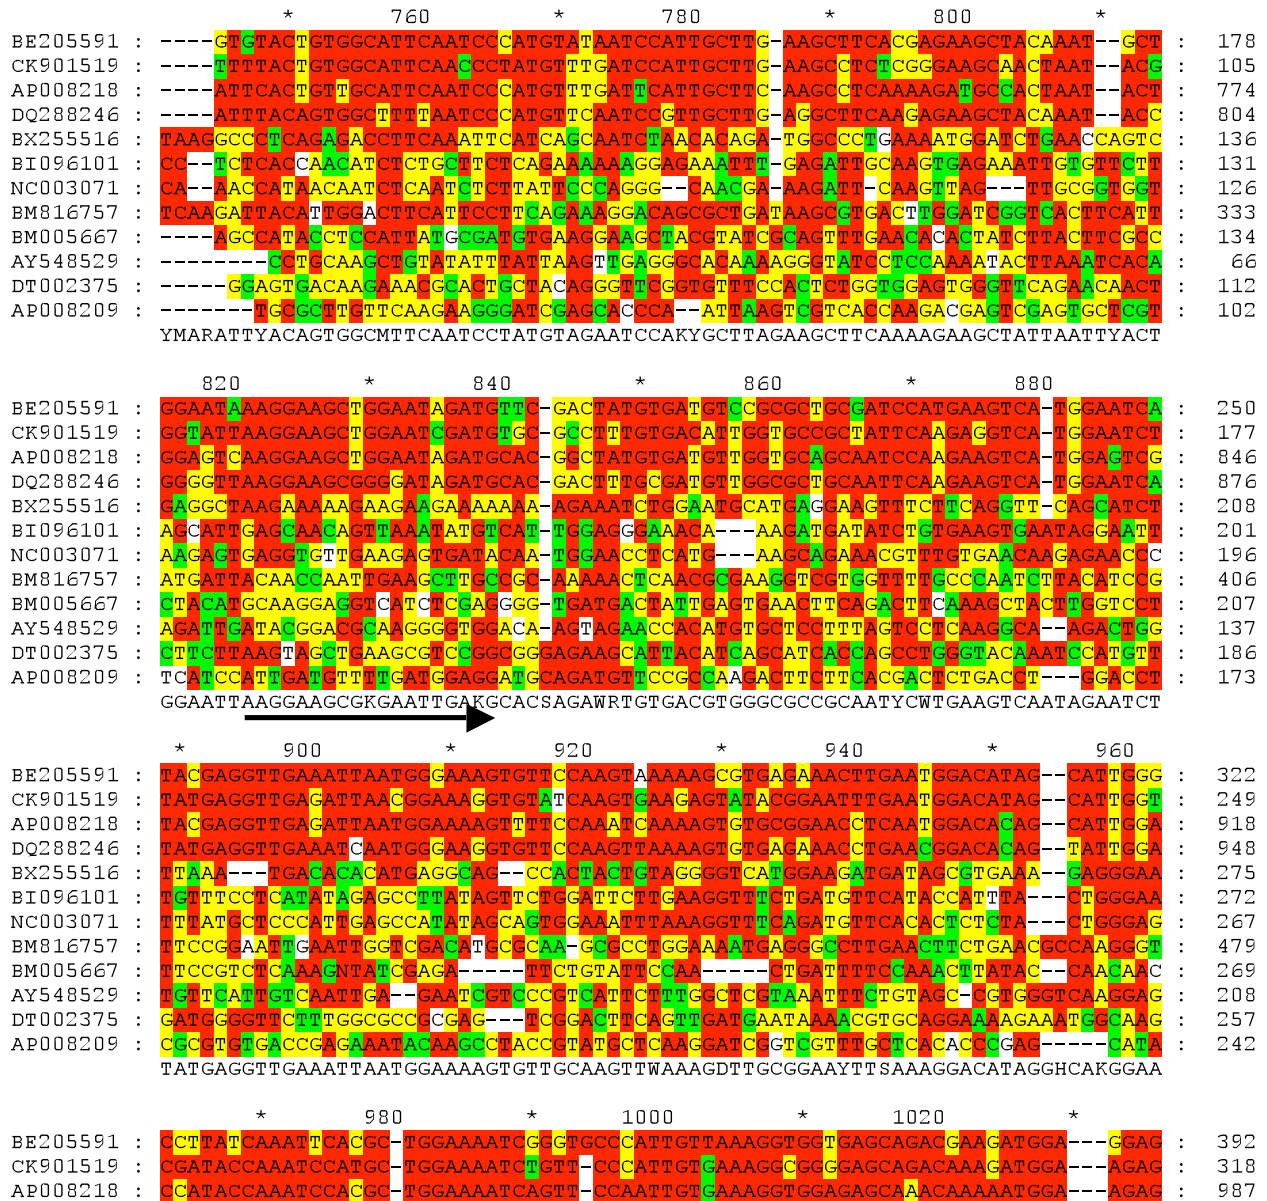 * 760 * 780 * 800 *
BE205591 : ----GTGTACTGTGGCATTCAATCCCATGTATAATCCATTGCTTG-AAGCTTCACGAGAAGCTACAAAT--GCT : 178
CK901519 : ----TTTTACTGTGGCATTCAACCCTATGTTTGATCCATTGCTTG-AAGCCTCTCGGGAAGCAACTAAT--ACG : 105
AP008218 : ----ATTCACTGTTGCATTCAATCCCATGTTTGATTCATTGCTTC-AAGCCTCAAAAGATGCCACTAAT--ACT : 774
DQ288246 : ----ATTTACAGTGGCTTTTAATCCCATGTTCAATCCGTTGCTTG-AGGCTTCAAGAGAAGCTACAAAT--ACC : 804
BX255516 : TAAGGCCCTCAGAGACCTTCAAATTCATCAGCAATCTAACACAGA-TGGCCCTGAAAATGGATCTGAACCAGTC : 136
BI096101 : CC--TCTCACCAACATCTCTGCTTCTCAGAAAAAAGGAGAAATTT-GAGATTGCAAGTGAGAAATTGTGTTCTT : 131
NC003071 : CA--AACCATAACAATCTCAATCTCTTATTCCCAGGG--CAACGA-AAGATT-CAAGTTAG---TTGCGGTGGT : 126
BM816757 : TCAAGATTACATTGGACTTCATTCCTTCAGAAAGGACAGCGCTGATAAGCGTGACTTGGATCGGTCACTTCATT : 333
BM005667 : ----AGCCATACCTCCATTATGCGATGTGAAGGAAGCTACGTATCGCAGTTTGAACACACTATCTTACTTCGCC : 134
AY548529 : --------CCTGCAAGCTGTATATTTATTAAGTTGAGGGCACAAAAGGGTATCCTCCAAAATACTTAAATCACA : 66
DT002375 : -----GGAGTGACAAGAAACGCACTGCTACAGGGTTCGGTGTTTCCACTCTGGTGGAGTGGGTTCAGAACAACT : 112
AP008209 : -------TGCGCTTGTTCAAGAAGGGATCGAGCACCCA--ATTAAGTCGTCACCAAGACGAGTCGAGTGCTCGT : 102
YMARATTYACAGTGGCMTTCAATCCTATGTAGAATCCAKYGCTTAGAAGCTTCAAAAGAAGCTATTAATTYACT
820 * 840 * 860 * 880
BE205591 : GGAATAAAGGAAGCTGGAATAGATGTTC-GACTATGTGATGTCCGCGCTGCGATCCATGAAGTCA-TGGAATCA : 250
CK901519 : GGTATTAAGGAAGCTGGAATCGATGTGC-GCCTTTGTGACATTGGTGCCGCTATTCAAGAGGTCA-TGGAATCT : 177
AP008218 : GGAGTCAAGGAAGCTGGAATAGATGCAC-GGCTATGTGATGTTGGTGCAGCAATCCAAGAAGTCA-TGGAGTCG : 846
DQ288246 : GGGGTTAAGGAAGCGGGGATAGATGCAC-GACTTTGCGATGTTGGCGCTGCAATTCAAGAAGTCA-TGGAATCA : 876
BX255516 : GAGGCTAAGAAAAAGAAGAAGAAAAAAA-AGAAATCTGGAATGCATGAGGAAGTTTCTTCAGGTT-CAGCATCT : 208
BI096101 : AGCATTGAGCAACAGTTAAATATGTCAT-TGGAGGGAAACA---AAGATGATATCTGTGAAGTGAATAGGAATT : 201
NC003071 : AAGAGTGAGGTGTTGAAGAGTGATACAA-TGGAACCTCATG---AAGCAGAAACGTTTGTGAACAAGAGAACCC : 196
BM816757 : ATGATTACAACCAATTGAAGCTTGCCGC-AAAAACTCAACGCGAAGGTCGTGGTTTTGCCCAATCTTACATCCG : 406
BM005667 : CTACATGCAAGGAGGTCATCTCGAGGGG-TGATGACTATTGAGTGAACTTCAGACTTCAAAGCTACTTGGTCCT : 207
AY548529 : AGATTGATACGGACGCAAGGGGTGGACA-AGTAGAACCACATGTGCTCCTTTAGTCCTCAAGGCA--AGACTGG : 137
DT002375 : CTTCTTAAGTAGCTGAAGCGTCCGGCGGGAGAAGCATTACATCAGCATCACCAGCCTGGGTACAAATCCATGTT : 186
AP008209 : TCATCCATTGATGTTTTGATGGAGGATGCAGATGTTCCGCCAAGACTTCTTCACGACTCTGACCT---GGACCT : 173
GGAATTAAGGAAGCGKGAATTGAKGCACSAGAWRTGTGACGTGGGCGCCGCAATYCWTGAAGTCAATAGAATCT
* 900 * 920 * 940 * 960
BE205591 : TACGAGGTTGAAATTAATGGGAAAGTGTTCCAAGTAAAAAGCGTGAGAAACTTGAATGGACATAG--CATTGGG : 322
CK901519 : TATGAGGTTGAGATTAACGGAAAGGTGTATCAAGTGAAGAGTATACGGAATTTGAATGGACATAG--CATTGGT : 249
AP008218 : TACGAGGTTGAGATTAATGGAAAAGTTTTCCAAATCAAAAGTGTGCGGAACCTCAATGGACACAG--CATTGGA : 918
DQ288246 : TATGAGGTTGAAATCAATGGGAAGGTGTTCCAAGTTAAAAGTGTGAGAAACCTGAACGGACACAG--TATTGGA : 948
BX255516 : TTAAA---TGACACACATGAGGCAG--CCACTACTGTAGGGGTCATGGAAGATGATAGCGTGAAA--GAGGGAA : 275
BI096101 : TGTTTCCTCATATAGAGCCTTATAGTTCTGGATTCTTGAAGGTTTCTGATGTTCATACCATTTA---CTGGGAA : 272
NC003071 : TTTATGCTCCCATTGAGCCATATAGCAGTGGAATTTAAAGGTTTCAGATGTTCACACTCTCTA---CTGGGAG : 267
BM816757 : TTCCGGAATTGAATTGGTCGACATGCGCAA-GCGCCTGGAAAATGAGGGCCTTGAACTTCTGAACGCCAAGGGT : 479
BM005667 : TTCCGTCTCAAAGNTATCGAGA-----TTCTGTATTCCAA-----CTGATTTTCCAAACTTATAC--CAACAAC : 269
AY548529 : TGTTCATTGTCAATTGA--GAATCGTCCCGTCATTCTTTGGCTCGTAAATTTCTGTAGC-CGTGGGTCAAGGAG : 208
DT002375 : GATGGGGTTCTTTGGCGCCGCGAG---TCGGACTTCAGTTGATGAATAAAACGTGCAGGAAAAGAAATGGCAAG : 257
AP008209 : CGCGTGTGACCGAGAAATACAAGCCTACCGTATGCTCAAGGATCGGTCGTTTGCTCACACCCGAG-----CATA : 242
TATGAGGTTGAAATTAATGGAAAAGTGTTGCAAGTTWAAAGDTTGCGGAAYTTSAAAGGACATAGGHCAKGGAA
* 980 * 1000 * 1020 *
BE205591 : CCTTATCAAATTCACGC-TGGAAAATCGGGTGCCCATTGTTAAAGGTGGTGAGCAGACGAAGATGGA---GGAG : 392
CK901519 : CGATACCAAATCCATGC-TGGAAAATCTGTT-CCCATTGTGAAAGGCGGGGAGCAGACAAAGATGGA---AGAG : 318
AP008218 : CCATACCAAATCCACGC-TGGAAAATCAGTT-CCAATTGTGAAAGGTGGAGAGCAAACAAAAATGGA---AGAG : 987